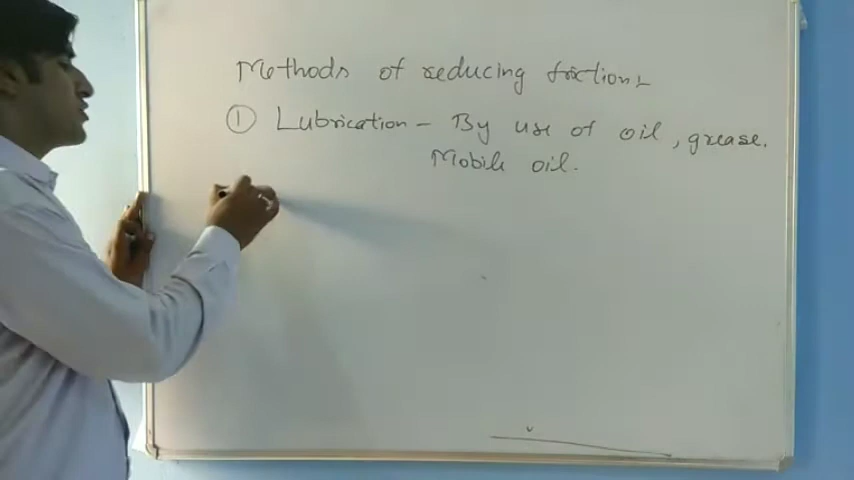 Methods of reducing friction:-
① Lubrication - By use of oil, grease.
Mobile oil.